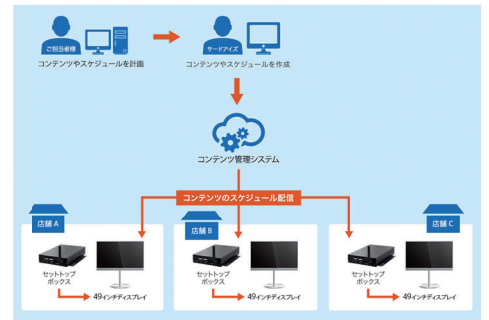 ご担当者様
サードアイズ
コンテンツやスケジュールを計画
コンテンツやスケジュールを作成
コンテンツ管理システム
コンテンツのスケジュール配信
店舗 A
店舗 B
店舗 C
セットトップ
ボックス
49インチディスプレイ
セットトップ
ボックス
49インチディスプレイ
セットトップ
ボックス
49インチディスプレイ